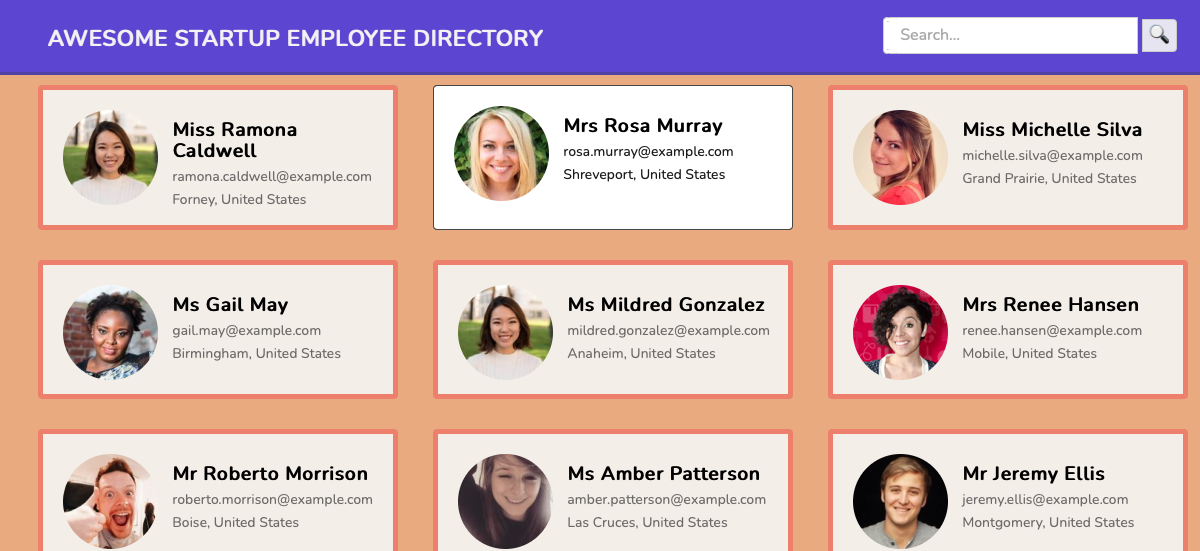 AWESOME STARTUP EMPLOYEE DIRECTORY
Search...
Miss Ramona
Caldwell
ramona.caldwell@example.com
Forney, United States
Mrs Rosa Murray
rosa.murray@example.com
Shreveport, United States
Miss Michelle Silva
michelle.silva@example.com
Grand Prairie, United States
Ms Gail May
gail.may@example.com
Birmingham, United States
Ms Mildred Gonzalez
mildred.gonzalez@example.com
Anaheim, United States
Mrs Renee Hansen
renee.hansen@example.com
Mobile, United States
Mr Roberto Morrison
roberto.morrison@example.com
Boise, United States
Ms Amber Patterson
amber.patterson@example.com
Las Cruces, United States
Mr Jeremy Ellis
jeremy.ellis@example.com
Montgomery, United States